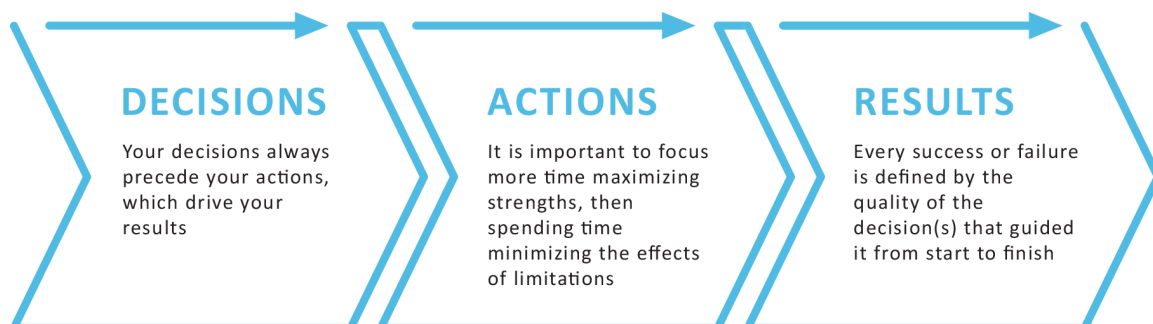 DECISIONS
Your decisions always
precede your actions,
which drive your
results
ACTIONS
It is important to focus
more time maximizing
strengths, then
spending time
minimizing the effects
of limitations
RESULTS
Every success or failure
is defined by the
quality of the
decision(s) that guided
it from start to finish